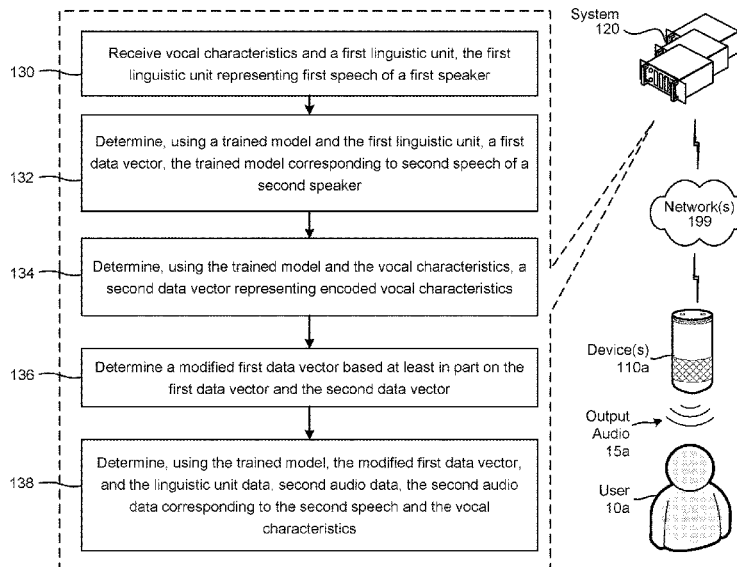 130
Receive vocal characteristics and a first linguistic unit, the first
linguistic unit representing first speech of a first speaker
132
Determine, using a trained model and the first linguistic unit, a
first data vector, the trained model corresponding to second speech of a
second speaker
134
Determine, using the trained model and the vocal characteristics, a
second data vector representing encoded vocal characteristics
136
Determine a modified first data vector based at least in part on the
first data vector and the second data vector
138
Determine, using the trained model, the modified first data vector,
and the linguistic unit data, second audio data, the second audio
data corresponding to the second speech and the vocal
characteristics
System
120
Network(s)
199
Device(s)
110a
Output
Audio
15a
User
10a